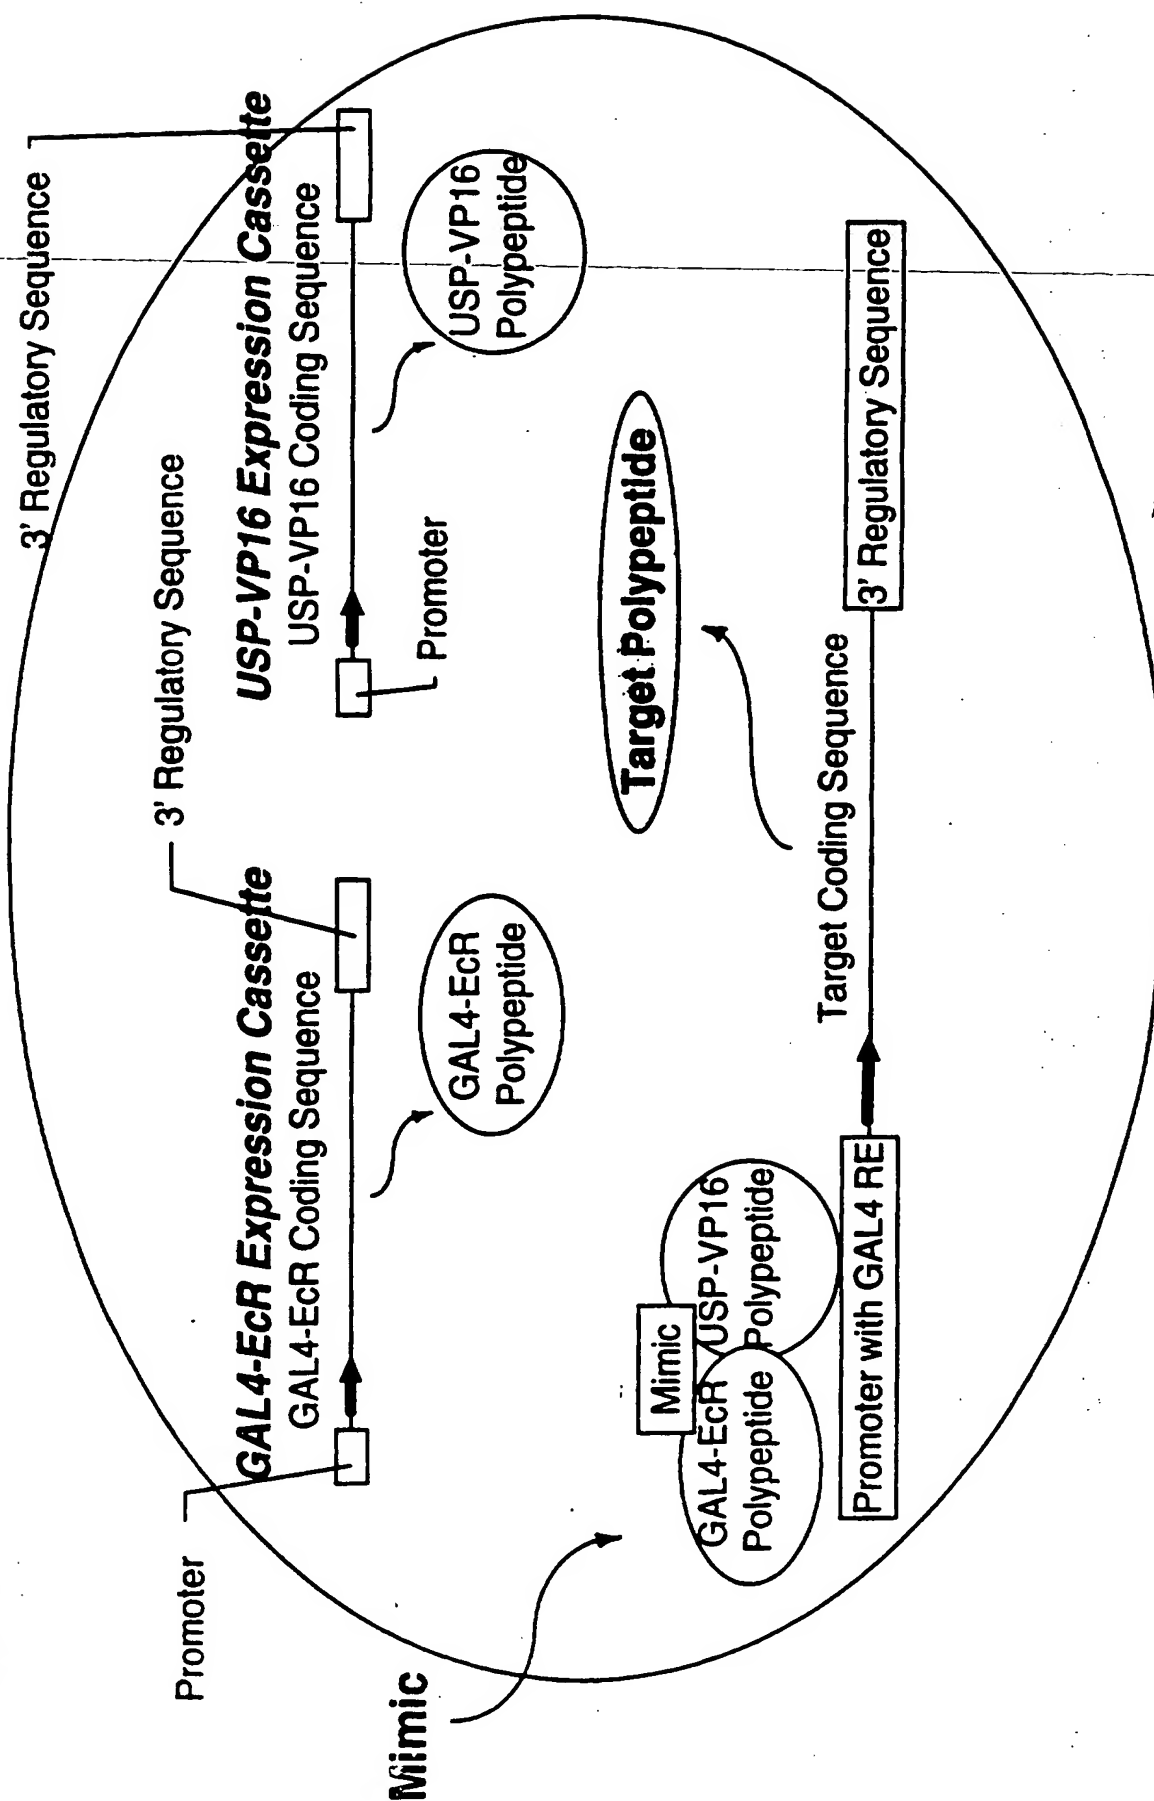 3' Regulatory Sequence
3' Regulatory Sequence
Promoter
GAL4-EcR Expression Cassette
GAL4-EcR Coding Sequence
USP-VP16 Expression Cassette
USP-VP16 Coding Sequence
Promoter
GAL4-EcR
Polypeptide
USP-VP16
Polypeptide
Mimic
Target Polypeptide
Mimic
GAL4-EcR
Polypeptide
USP-VP16
Polypeptide
Target Coding Sequence
Promoter with GAL4 RE
3' Regulatory Sequence